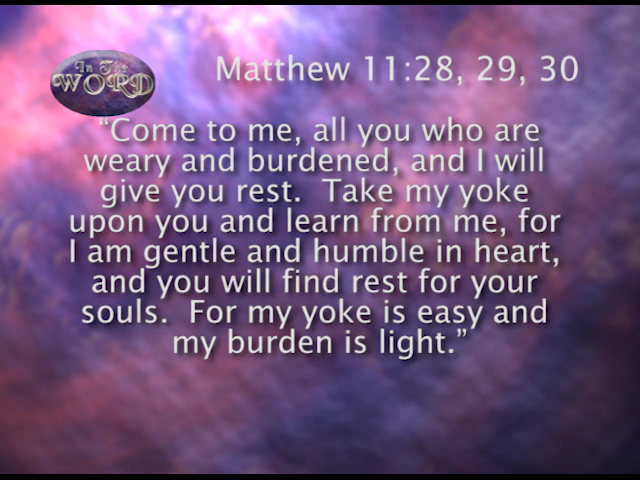 In The
WORD
Matthew 11:28, 29, 30
“Come to me, all you who are
weary and burdened, and I will
give you rest.  Take my yoke
upon you and learn from me, for
I am gentle and humble in heart,
and you will find rest for your
souls.  For my yoke is easy and
my burden is light.”